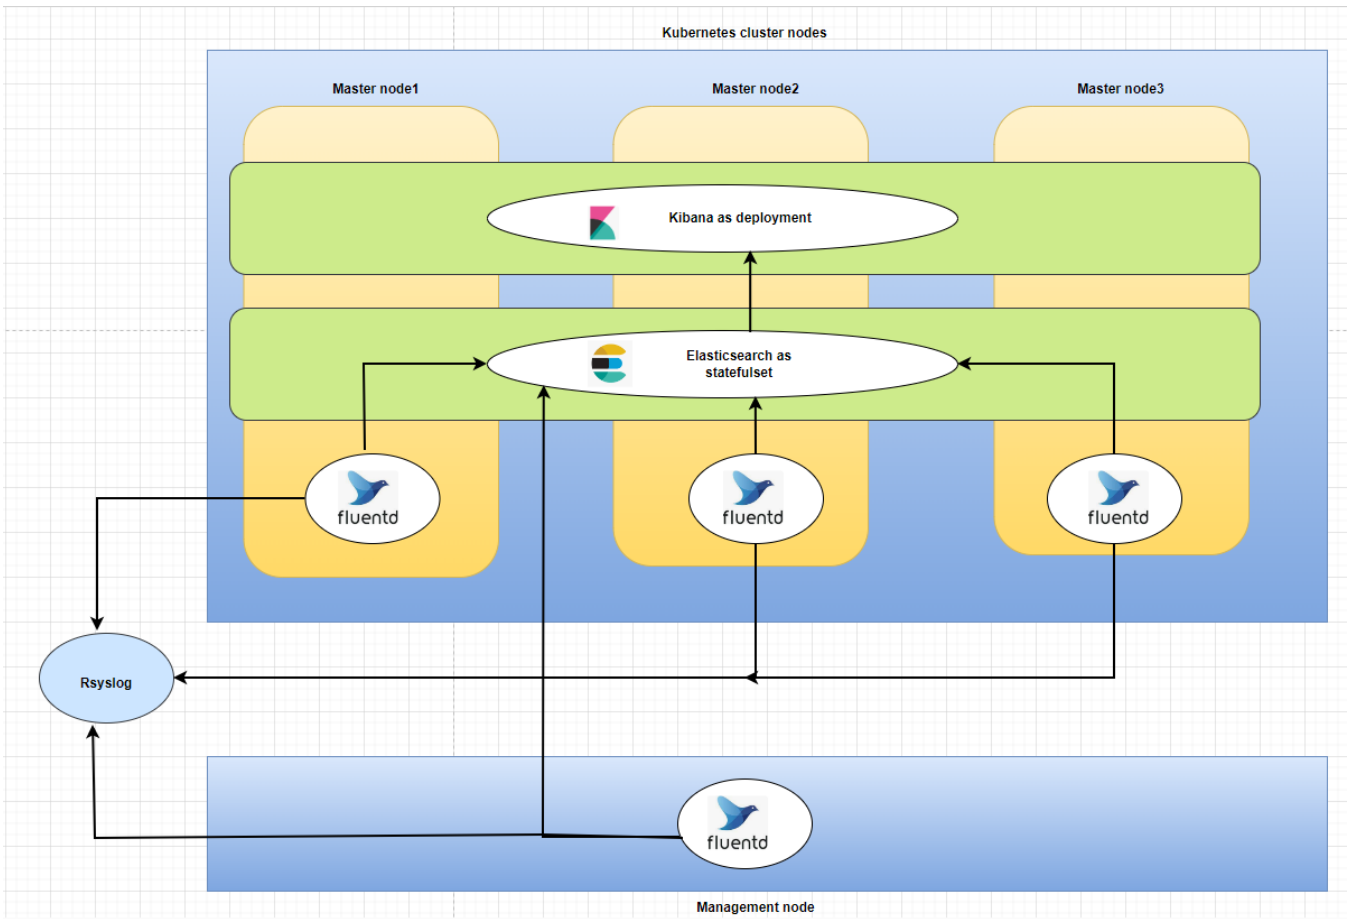 Kubernetes cluster nodes
Master node1
Master node2
Master node3
Kibana as deployment
Elasticsearch as
statefulset
fluentd
fluentd
fluentd
Rsyslog
fluentd
Management node